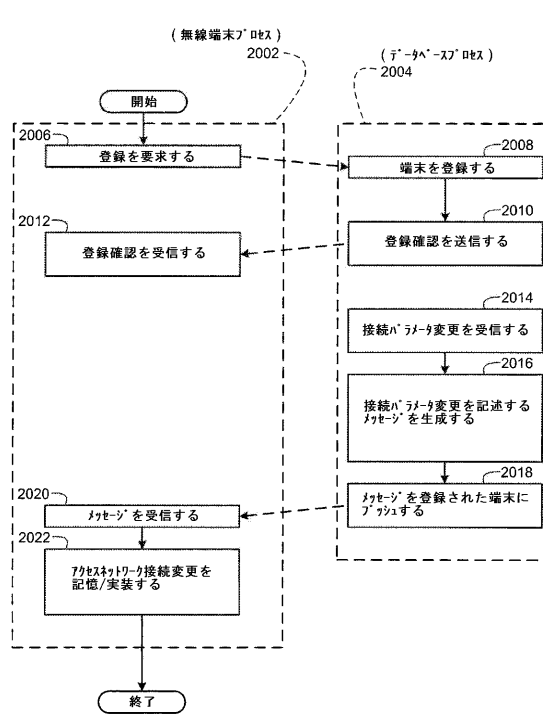 (無線端末ﾌﾟﾛｾｽ)
2002
(ﾃﾞｰﾀﾍﾞｰｽﾌﾟﾛｾｽ)
2004
開始
2006
登録を要求する
2008
端末を登録する
2010
登録確認を送信する
2012
登録確認を受信する
2014
接続ﾊﾟﾗﾒｰﾀ変更を受信する
2016
接続ﾊﾟﾗﾒｰﾀ変更を記述する
ﾒｯｾｰｼﾞを生成する
2018
ﾒｯｾｰｼﾞを登録された端末に
ﾌﾟｯｼｭする
2020
ﾒｯｾｰｼﾞを受信する
2022
ｱｸｾｽﾈｯﾄﾜｰｸ接続変更を
記憶/実装する
終了